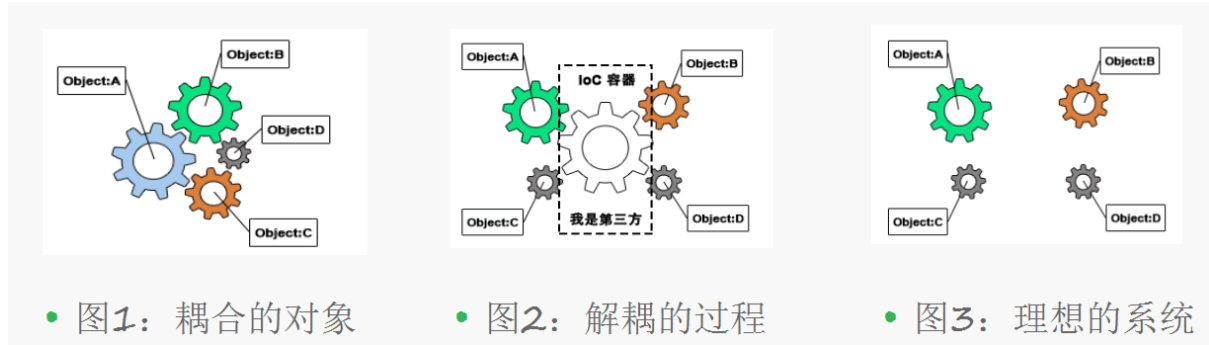 Object:B
Object:A
Object:D
Object:C
Object:A
IoC 容器
Object:B
Object:C
我是第三方
Object:D
Object:A
Object:B
Object:C
Object:D
• 图1：耦合的对象
• 图2：解耦的过程
• 图3：理想的系统